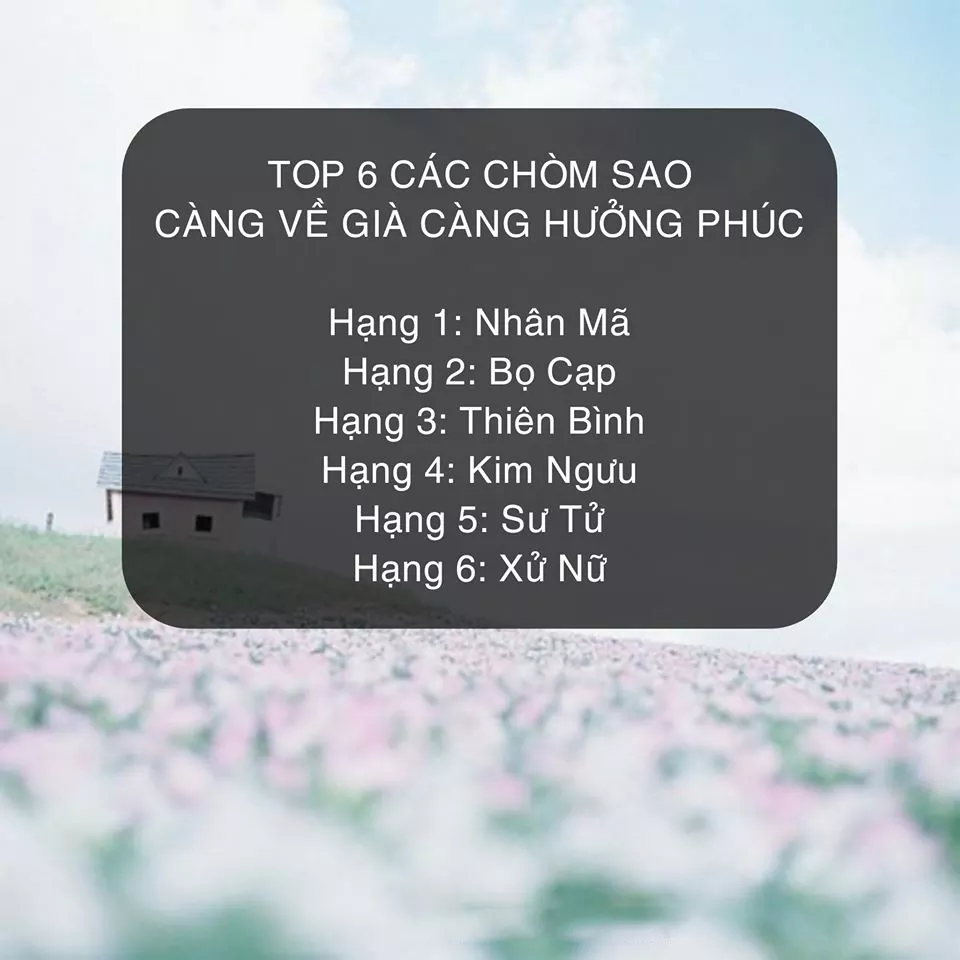 TOP 6 CÁC CHÒM SAO
CÀNG VỀ GIÀ CÀNG HƯỞNG PHÚC
Hạng 1: Nhân Mã
Hạng 2: Bọ Cạp
Hạng 3: Thiên Bình
Hạng 4: Kim Ngưu
Hạng 5: Sư Tử
Hạng 6: Xử Nữ